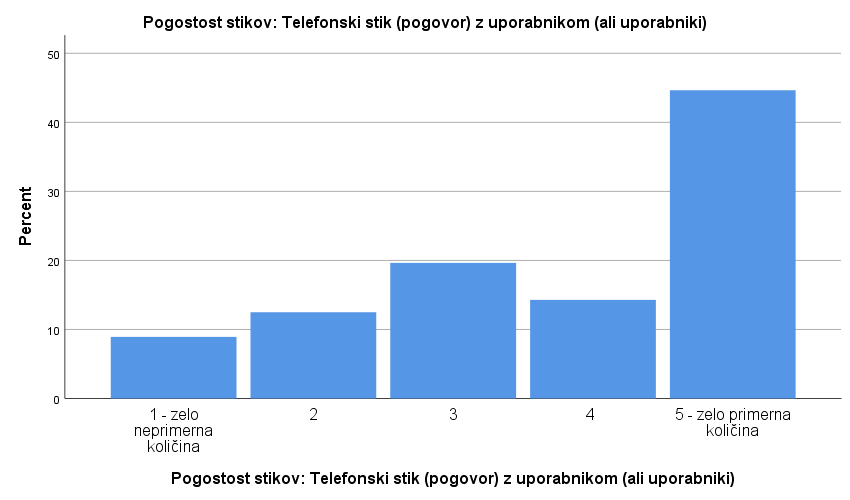 Pogostost stikov: Telefonski stik (pogovor) z uporabnikom (ali uporabniki)
50
40
30
20
10
0
Percent
1 - zelo
neprimerna
količina
2
3
4
5 - zelo primerna
količina
Pogostost stikov: Telefonski stik (pogovor) z uporabnikom (ali uporabniki)